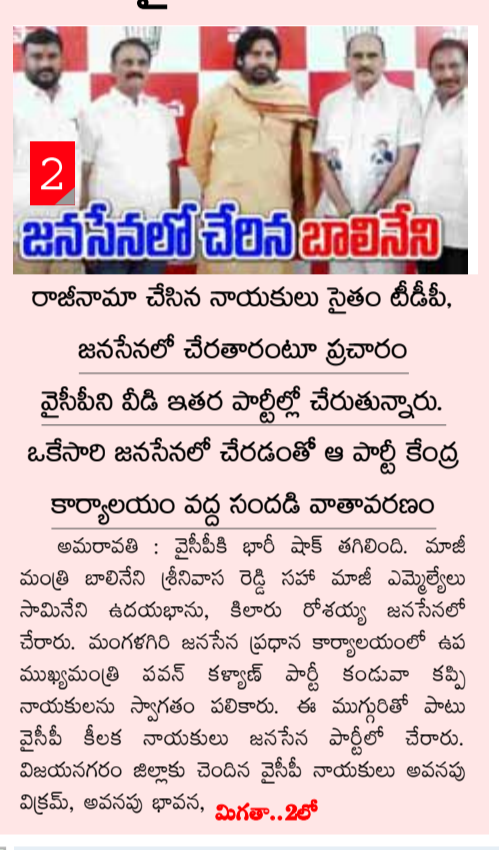 2
జనసేనలో చేరిన బాలినేని
రాజీనామా చేసిన నాయకులు సైతం టీడీపీ,
జనసేనలో చేరతారంటూ ప్రచారం
వైసీపీని వీడి ఇతర పార్టీల్లో చేరుతున్నారు.
ఒకేసారి జనసేనలో చేరడంతో ఆ పార్టీ కేంద్ర
కార్యాలయం వద్ద సందడి వాతావరణం
అమరావతి : వైసీపీకి భారీ షాక్ తగిలింది. మాజీ
మంత్రి బాలినేని శ్రీనివాస రెడ్డి సహా మాజీ ఎమ్మెల్యేలు
సామినేని ఉదయభాను, కిలారు రోశయ్య జనసేనలో
చేరారు. మంగళగిరి జనసేన ప్రధాన కార్యాలయంలో ఉప
ముఖ్యమంత్రి పవన్ కళ్యాణ్ పార్టీ కండువా కప్పి
నాయకులను స్వాగతం పలికారు. ఈ ముగ్గురితో పాటు
వైసీపీ కీలక నాయకులు జనసేన పార్టీలో చేరారు.
విజయనగరం జిల్లాకు చెందిన వైసీపీ నాయకులు అవనపు
విక్రమ్, అవనపు భావన, మిగతా..2లో